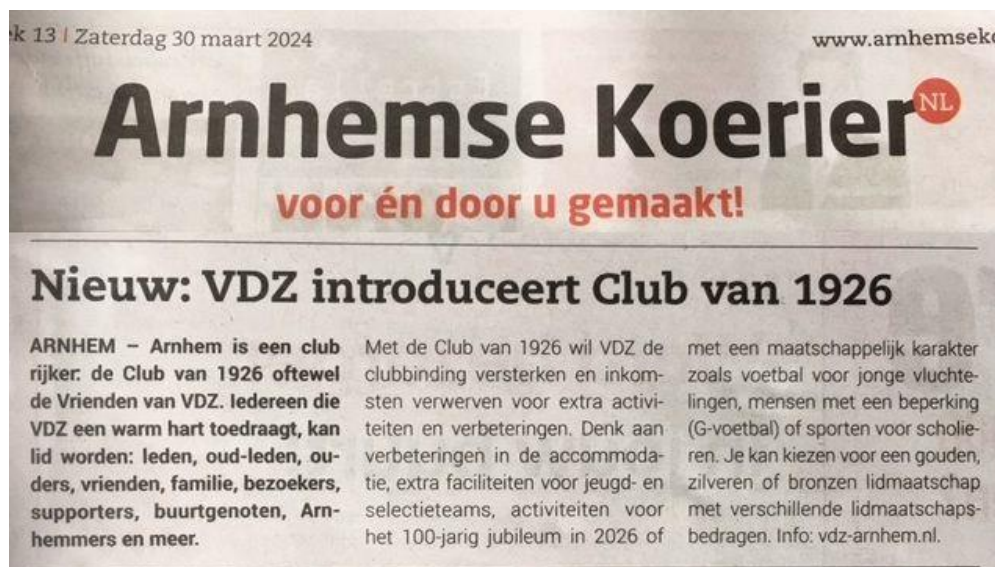 k 13 | Zaterdag 30 maart 2024
www.arnhemseko
Arnhemse Koerier NL
voor én door u gemaakt!
Nieuw: VDZ introduceert Club van 1926
ARNHEM – Arnhem is een club
rijker: de Club van 1926 oftewel
de Vrienden van VDZ. Iedereen die
VDZ een warm hart toedraagt, kan
lid worden: leden, oud-leden, ou-
ders, vrienden, familie, bezoekers,
supporters, buurtgenoten, Arn-
hemmers en meer.
Met de Club van 1926 wil VDZ de
clubbinding versterken en inkom-
sten verwerven voor extra activi-
teiten en verbeteringen. Denk aan
verbeteringen in de accommoda-
tie, extra faciliteiten voor jeugd- en
selectieteams, activiteiten voor
het 100-jarig jubileum in 2026 of
met een maatschappelijk karakter
zoals voetbal voor jonge vluchte-
lingen, mensen met een beperking
(G-voetbal) of sporten voor scholie-
ren. Je kan kiezen voor een gouden,
zilveren of bronzen lidmaatschap
met verschillende lidmaatschaps-
bedragen. Info: vdz-arnhem.nl.